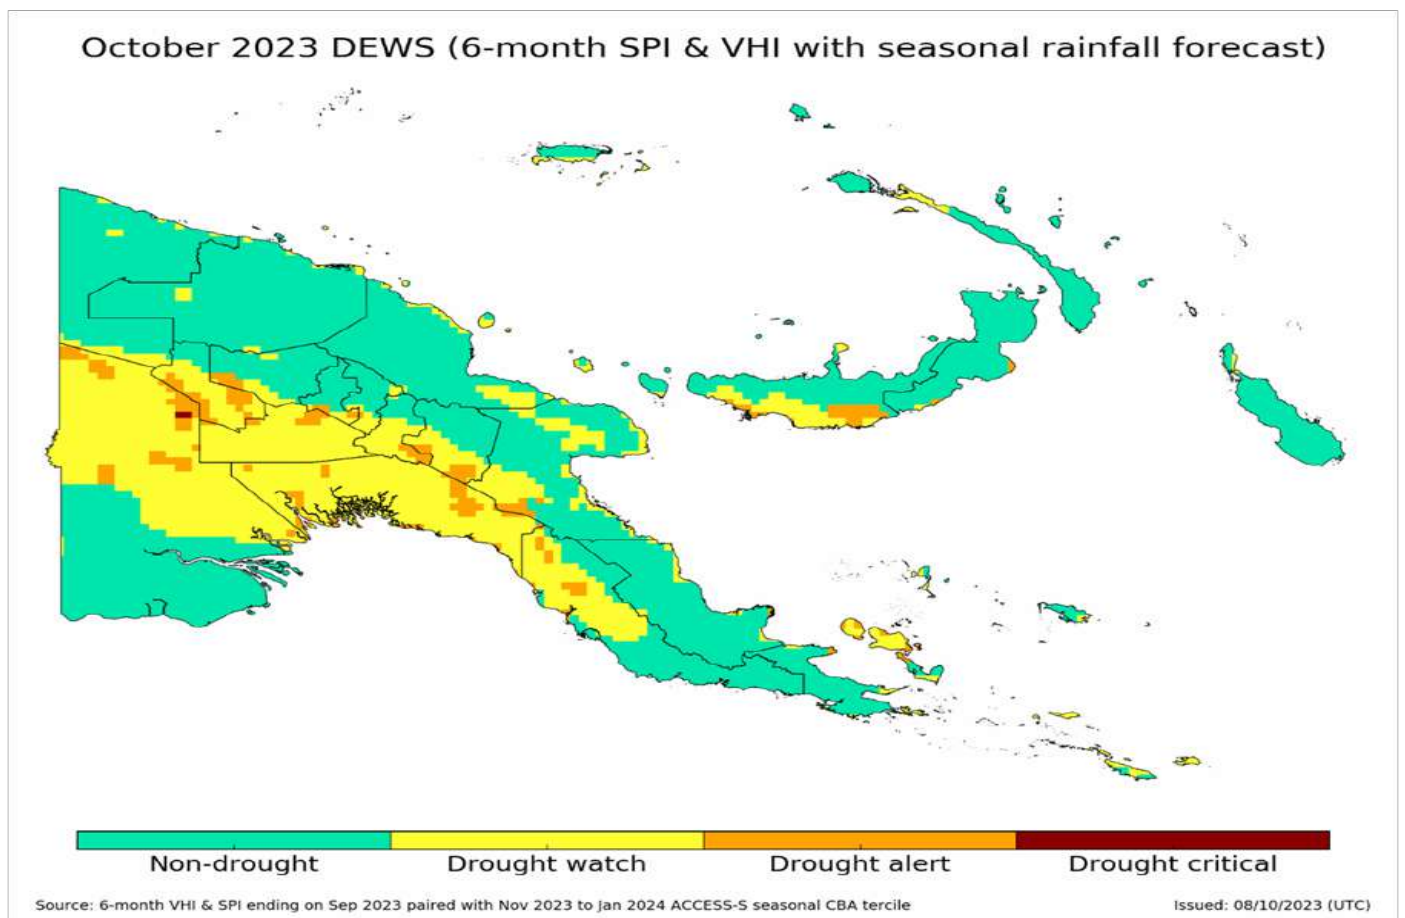 October 2023 DEWS (6-month SPI & VHI with seasonal rainfall forecast)
Non-drought
Drought watch
Drought alert
Drought critical
Source: 6-month VHI & SPI ending on Sep 2023 paired with Nov 2023 to Jan 2024 ACCESS-S seasonal CBA tercile
Issued: 08/10/2023 (UTC)